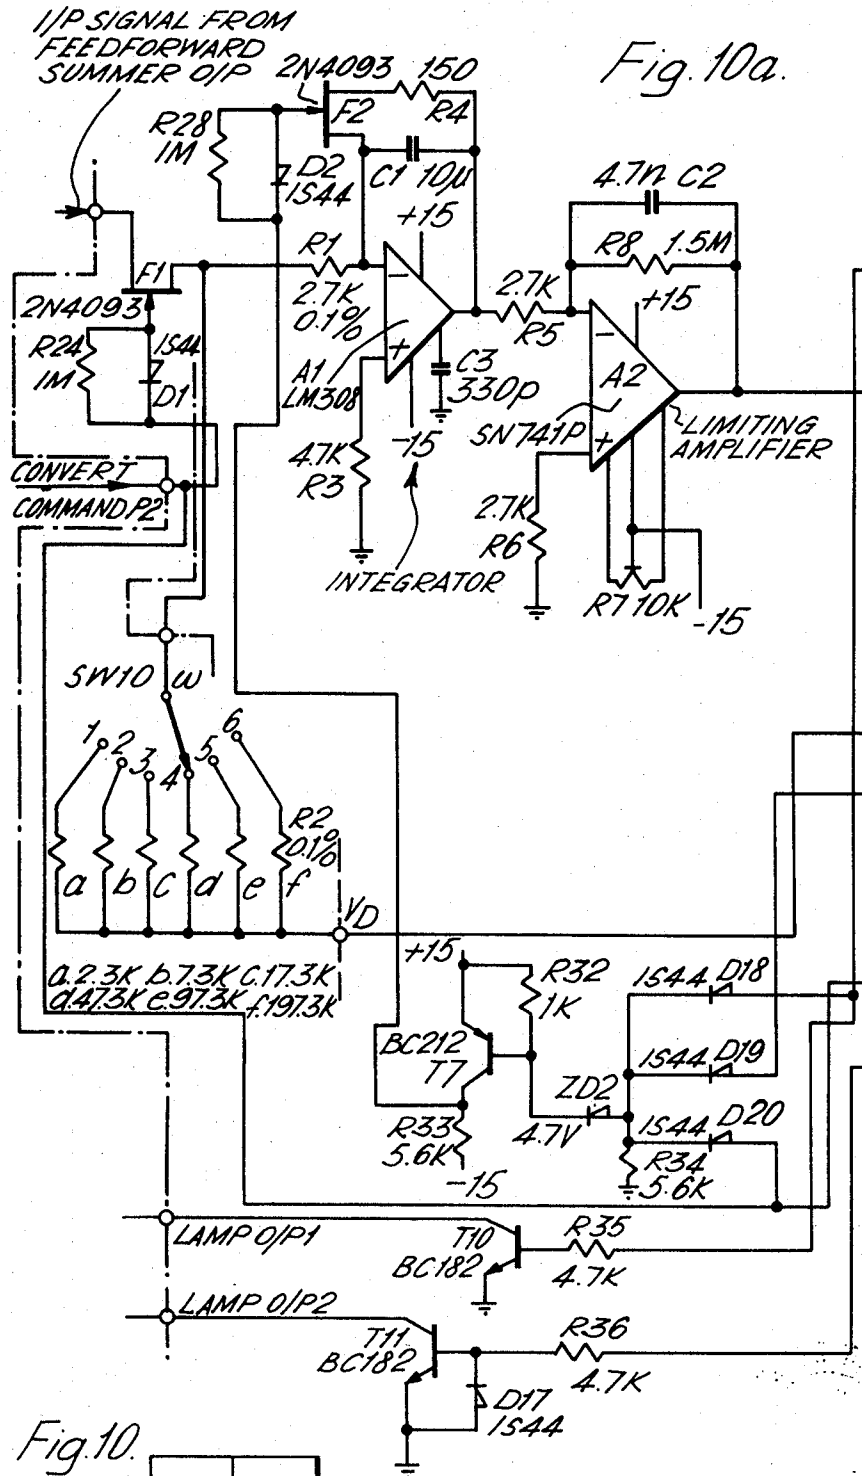 I/P SIGNAL FROM
FEEDFORWARD
SUMMER O/P
Fig. 10a.
2N4093
150
F2
R4
R28
1M
D2
1S44
C1
10µ
+15
4.7n C2
R8
1.5M
F1
R1
2.7K
0.1%
2.7K
R5
+15
2N4093
R24
1M
1S44
D1
A1
LM308
C3
330p
A2
SN741P
LIMITING
AMPLIFIER
4.7K
R3
-15
CONVERT
COMMAND P2
2.7K
R6
INTEGRATOR
R7 10K
-15
SW10 ω
1
2
3
4
5
6
R2
0.1%
a
b
c
d
e
f
VD
a.2.3K b.7.3K c.17.3K
d.47.3K e.97.3K f.197.3K
+15
R32
1K
1S44 D18
BC212
T7
1S44 D19
ZD2
4.7V
1S44 D20
R33
5.6K
R34
5.6K
-15
LAMP O/P1
T10
BC182
R35
4.7K
LAMP O/P2
T11
BC182
R36
4.7K
D17
1S44
Fig. 10.